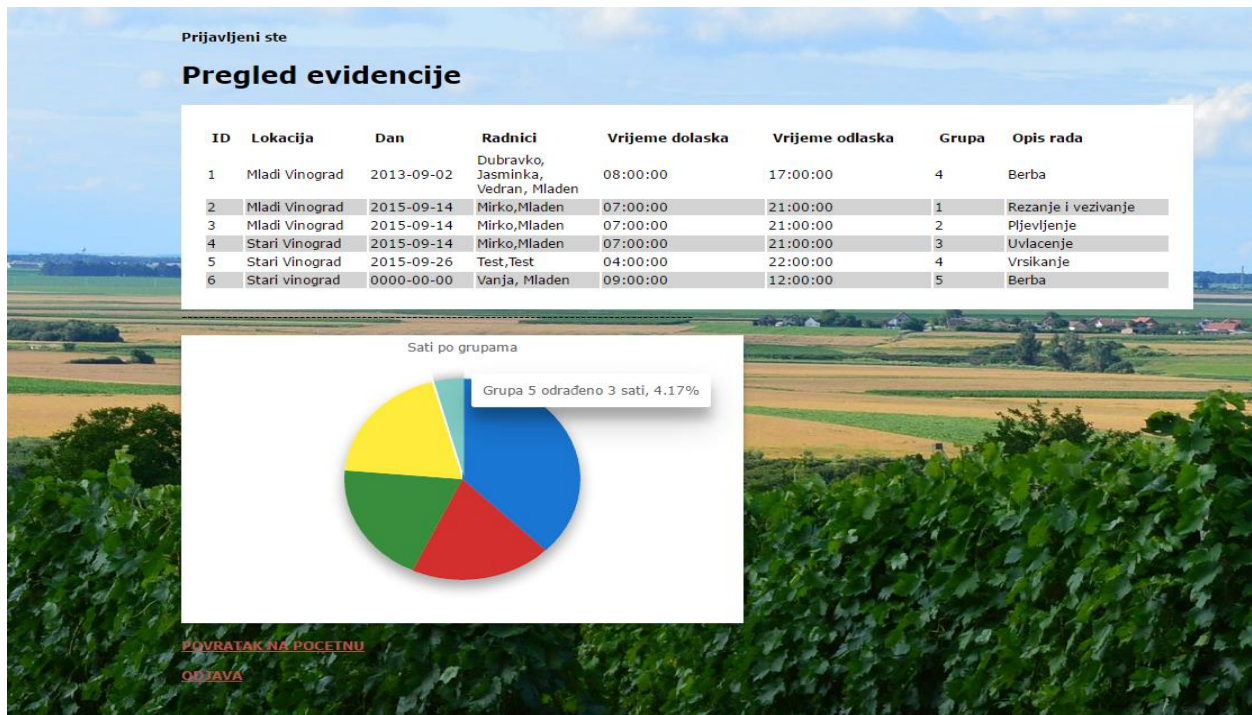 Prijavljeni ste
Pregled evidencije
ID Lokacija Dan Radnici Vrijeme dolaska Vrijeme odlaska Grupa Opis rada
1 Mladi Vinograd 2013-09-02 Dubravko, Jasminka, Vedran, Mladen 08:00:00 17:00:00 4 Berba
2 Mladi Vinograd 2015-09-14 Mirko,Mladen 07:00:00 21:00:00 1 Rezanje i vezivanje
3 Mladi Vinograd 2015-09-14 Mirko,Mladen 07:00:00 21:00:00 2 Pljevljenje
4 Stari Vinograd 2015-09-14 Mirko,Mladen 07:00:00 21:00:00 3 Uvlacenje
5 Stari Vinograd 2015-09-26 Test,Test 04:00:00 22:00:00 4 Vrsikanje
6 Stari vinograd 0000-00-00 Vanja, Mladen 09:00:00 12:00:00 5 Berba
Sati po grupama
Grupa 5 odrađeno 3 sati, 4.17%
POVRATAK NA POCETNU
ODJAVA